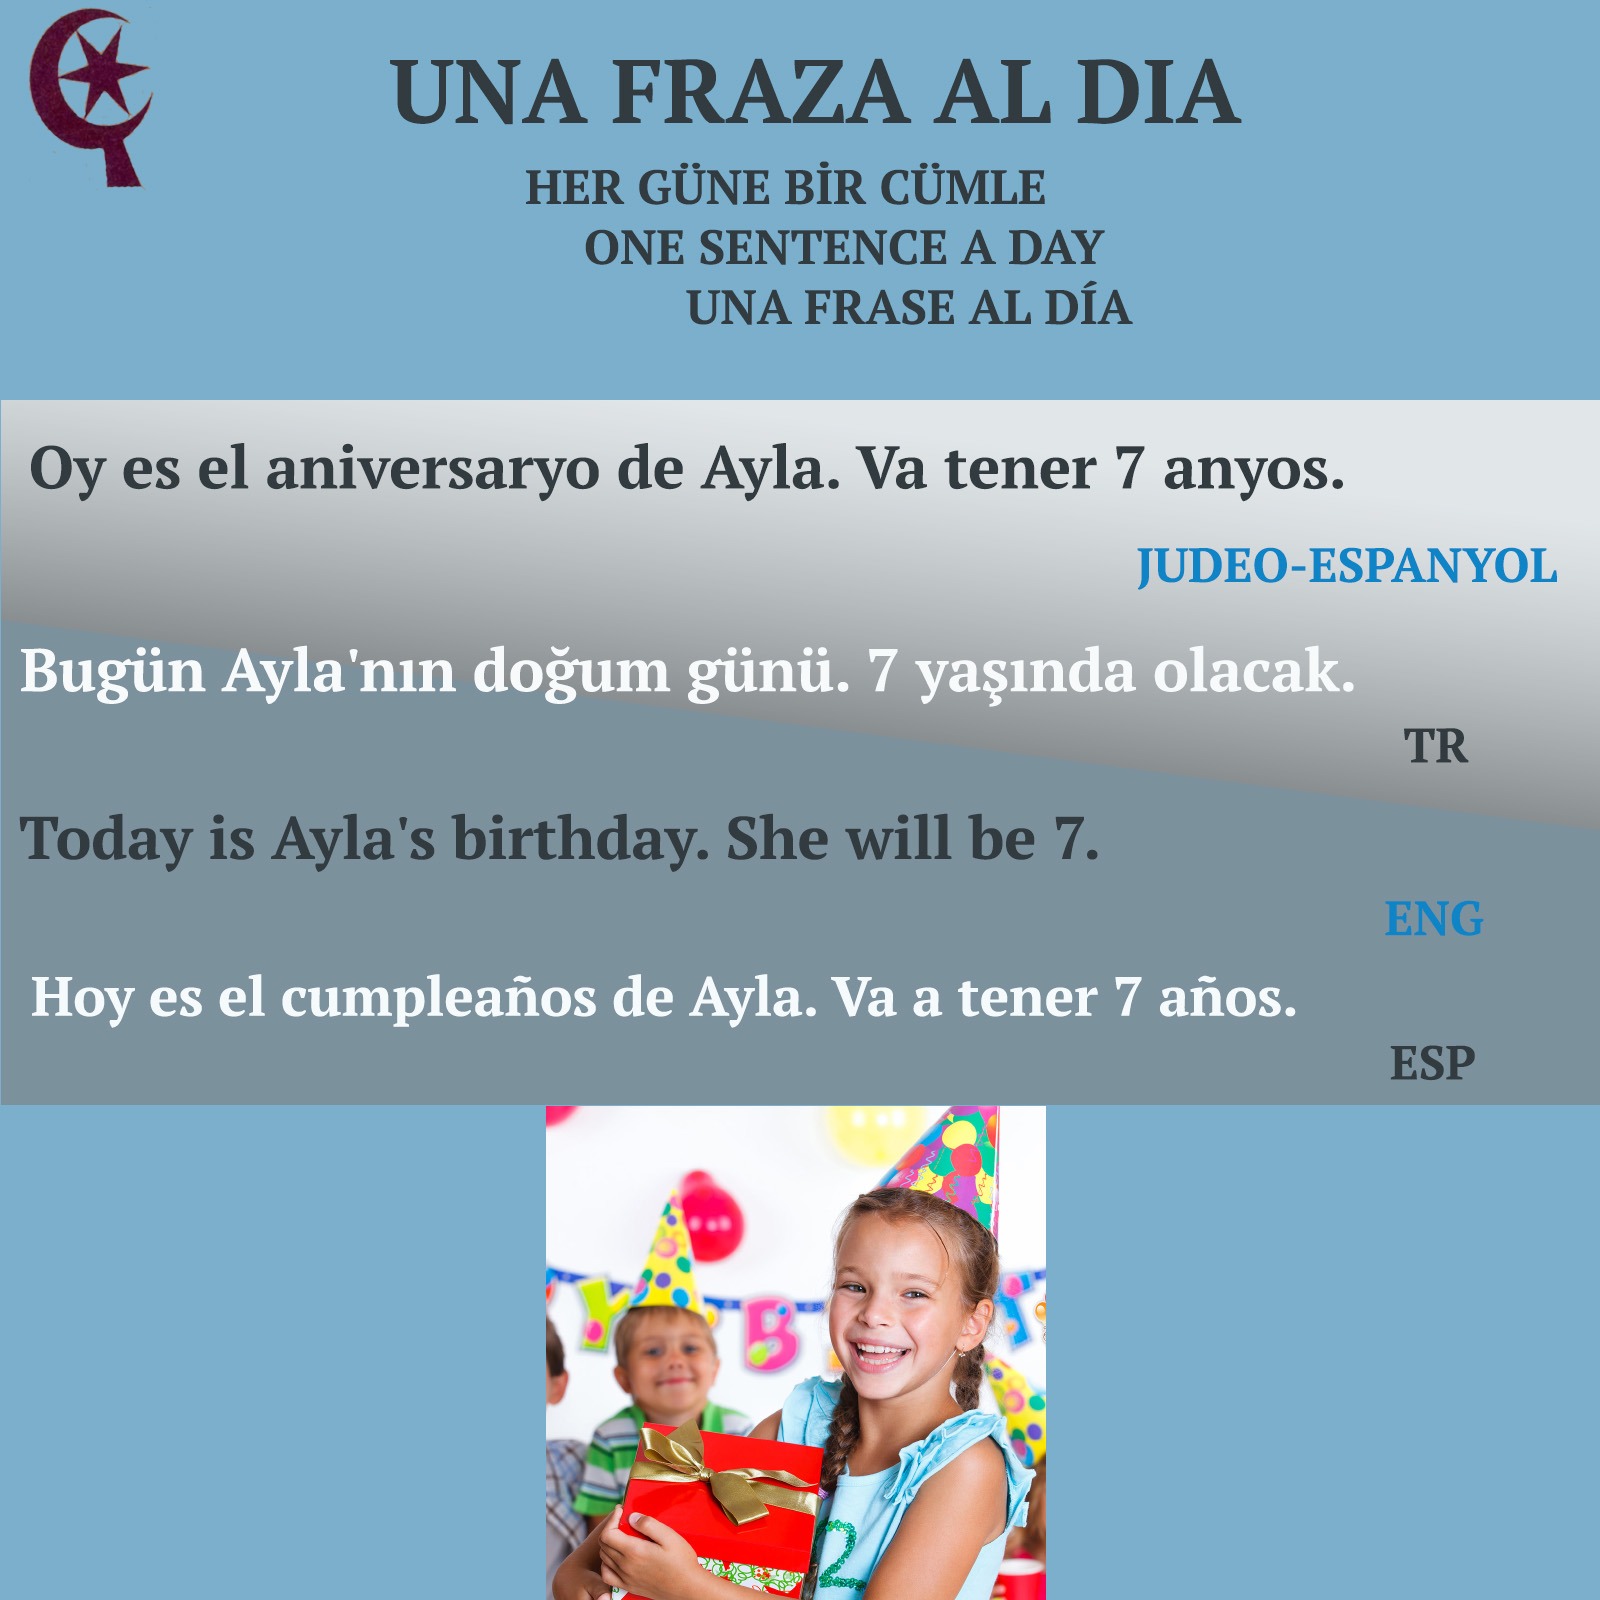 UNA FRAZA AL DIA
HER GÜNE BİR CÜMLE
ONE SENTENCE A DAY
UNA FRASE AL DÍA
Oy es el aniversaryo de Ayla. Va tener 7 anyos.
JUDEO-ESPANYOL
Bugün Ayla'nın doğum günü. 7 yaşında olacak.
TR
Today is Ayla's birthday. She will be 7.
ENG
Hoy es el cumpleaños de Ayla. Va a tener 7 años.
ESP
Y B T
2